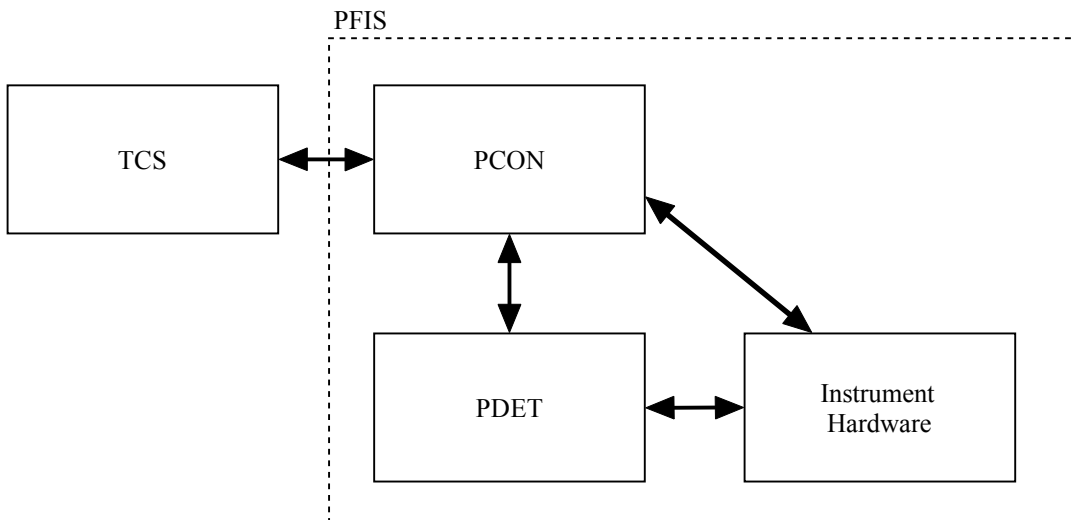 PFIS
TCS
PCON
PDET
Instrument
Hardware